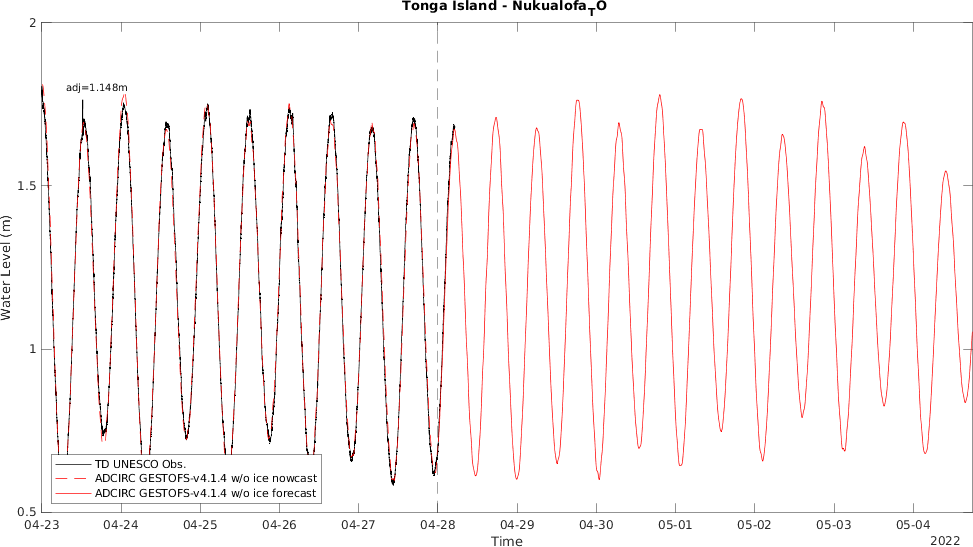 Tonga Island - Nukualofa_TO
2
adj=1.148m
1.5
Water Level (m)
1
TD UNESCO Obs.
ADCIRC GESTOFS-v4.1.4 w/o ice nowcast
ADCIRC GESTOFS-v4.1.4 w/o ice forecast
0.5
04-23 04-24 04-25 04-26 04-27 04-28 04-29 04-30 05-01 05-02 05-03 05-04
Time
2022